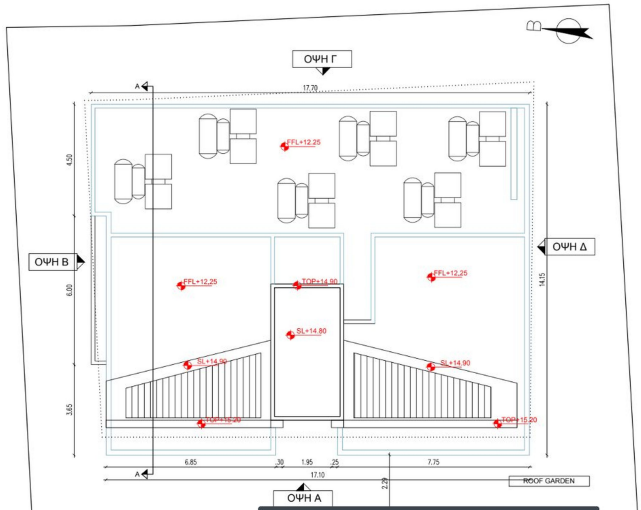 B
ΟΨΗ Γ
A
17.70
4.50
FFL+12.25
ΟΨΗ Β
ΟΨΗ Δ
FFL+12.25
FFL+12.25
TOP+14.90
6.00
14.15
SL+14.80
SL+14.90
SL+14.90
3.65
TOP+15.20
TOP+15.20
6.85
.30
1.95
.25
7.75
A
17.10
2.29
ROOF GARDEN
ΟΨΗ Α